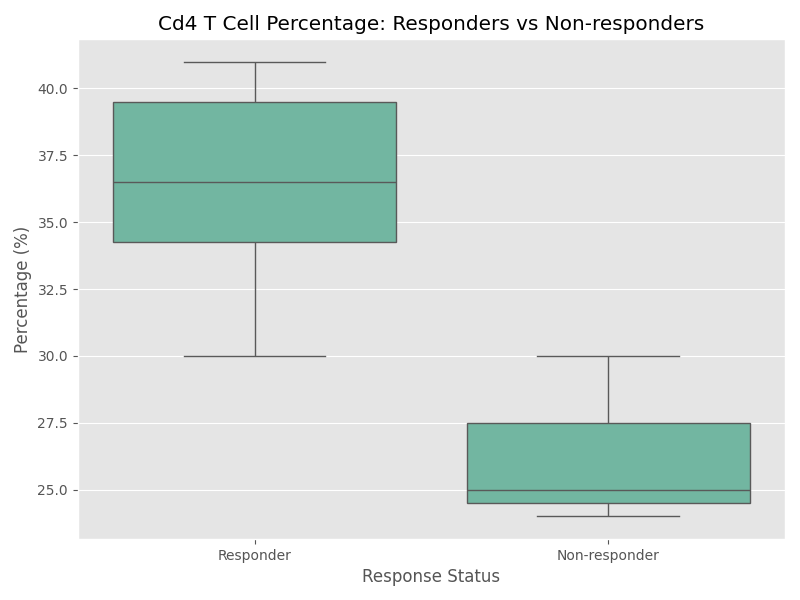 Cd4 T Cell Percentage: Responders vs Non-responders
40.0
37.5
35.0
32.5
30.0
27.5
25.0
Percentage (%)
Responder
Non-responder
Response Status